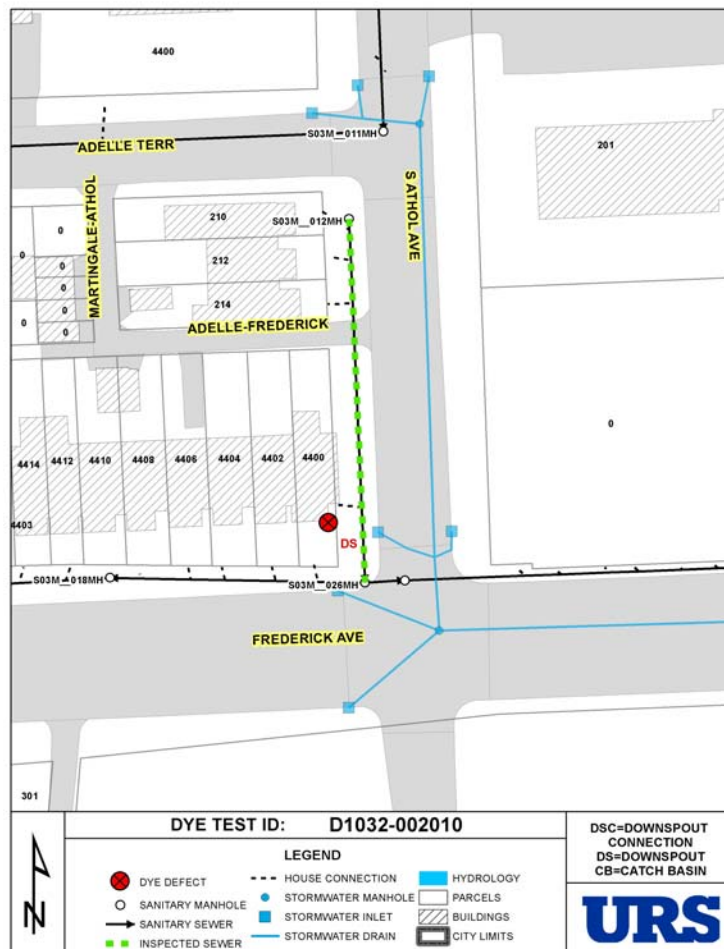 4400
ADELLE TERR
S03M__011MH
201
MARTINGALE-ATHOL
S ATHOL AVE
210
S03M__012MH
0
0
212
0
0
0
214
0
0
ADELLE-FREDERICK
0
4414
4412
4410
4408
4406
4404
4402
4400
4403
DS
S03M__018MH
S03M__026MH
FREDERICK AVE
301
N
DYE TEST ID: D1032-002010
LEGEND
DYE DEFECT
SANITARY MANHOLE
SANITARY SEWER
INSPECTED SEWER
HOUSE CONNECTION
STORMWATER MANHOLE
STORMWATER INLET
STORMWATER DRAIN
HYDROLOGY
PARCELS
BUILDINGS
CITY LIMITS
DSC=DOWNSPOUT
CONNECTION
DS=DOWNSPOUT
CB=CATCH BASIN
URS